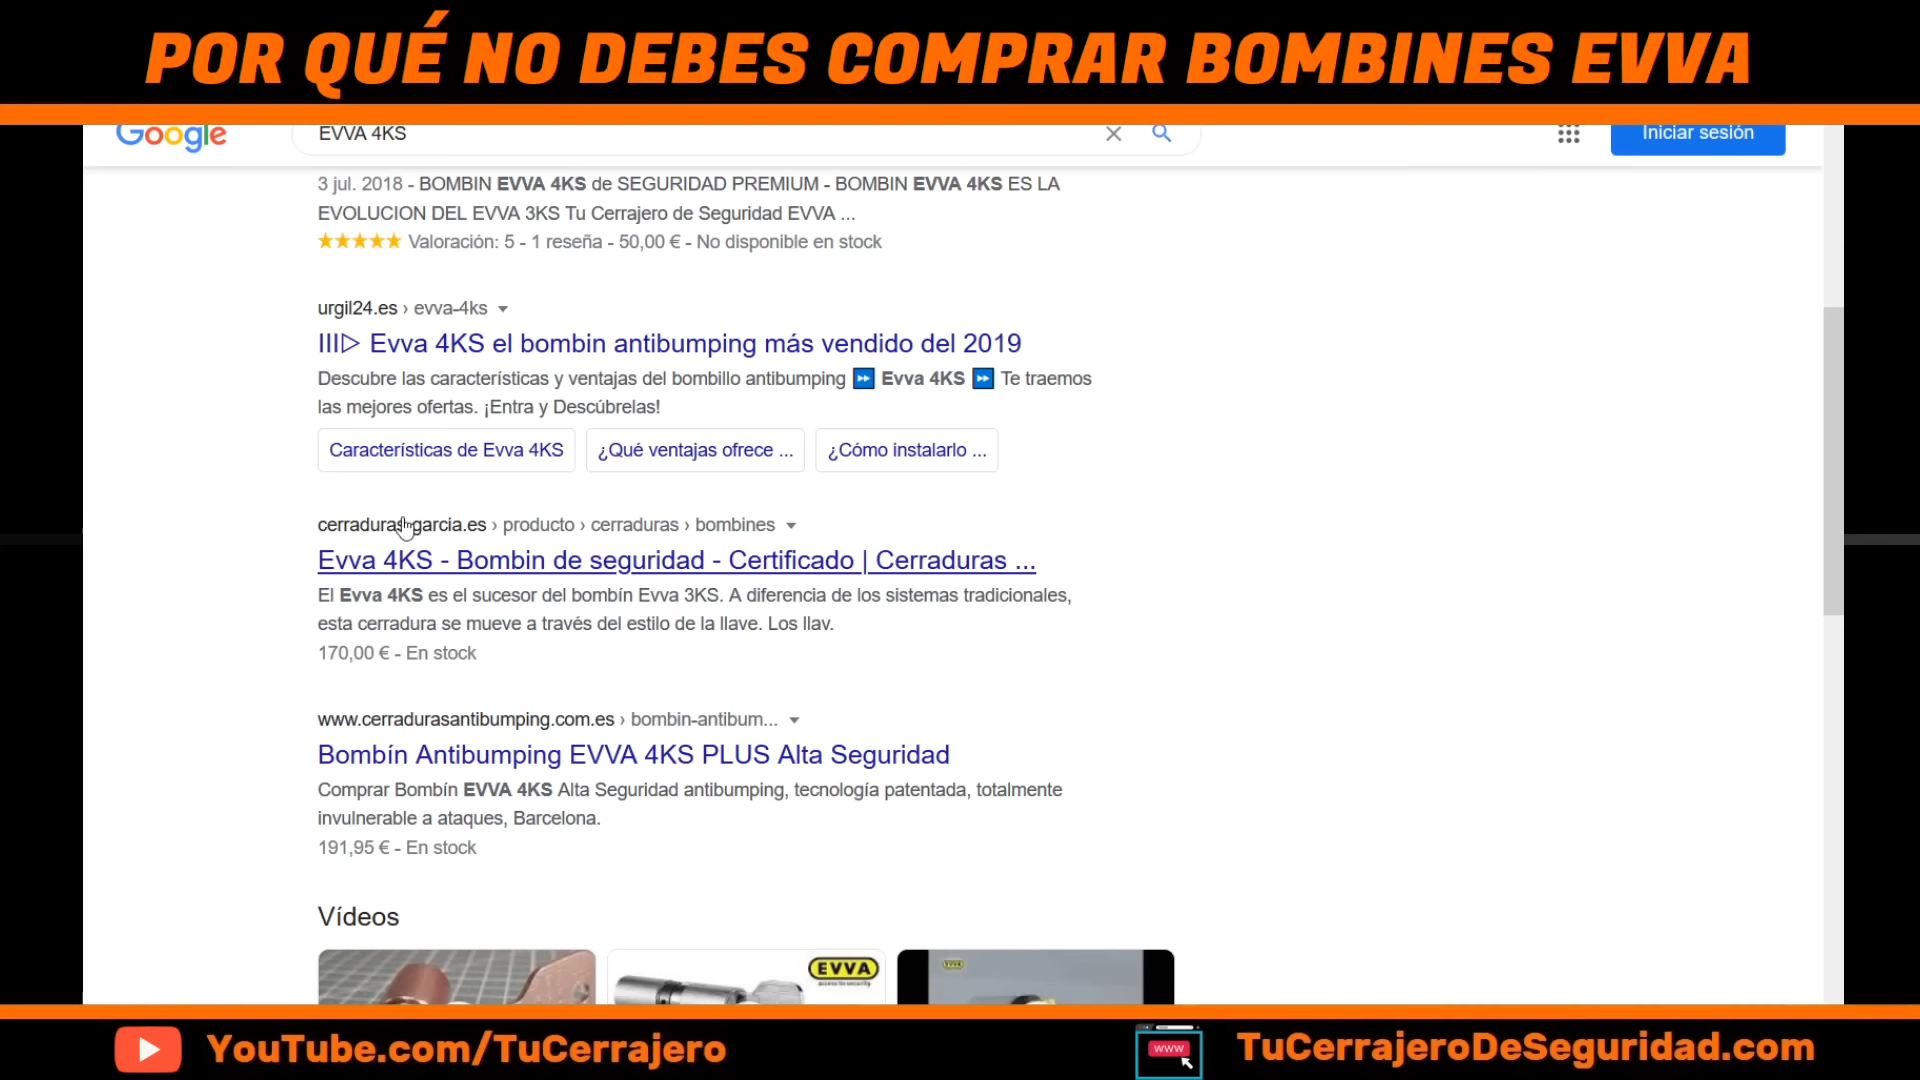 POR QUÉ NO DEBES COMPRAR BOMBINES EVVA
Google
EVVA 4KS
Iniciar sesión
3 jul. 2018 - BOMBIN EVVA 4KS de SEGURIDAD PREMIUM - BOMBIN EVVA 4KS ES LA
EVOLUCION DEL EVVA 3KS Tu Cerrajero de Seguridad EVVA ...
Valoración: 5 - 1 reseña - 50,00 € - No disponible en stock
urgil24.es › evva-4ks
III▷ Evva 4KS el bombin antibumping más vendido del 2019
Descubre las características y ventajas del bombillo antibumping ⏩ Evva 4KS ⏩ Te traemos
las mejores ofertas. ¡Entra y Descúbrelas!
Características de Evva 4KS
¿Qué ventajas ofrece ...
¿Cómo instalarlo ...
cerradurasgarcia.es › producto › cerraduras › bombines
Evva 4KS - Bombin de seguridad - Certificado | Cerraduras ...
El Evva 4KS es el sucesor del bombín Evva 3KS. A diferencia de los sistemas tradicionales,
esta cerradura se mueve a través del estilo de la llave. Los llav.
170,00 € - En stock
www.cerradurasantibumping.com.es › bombin-antibum...
Bombín Antibumping EVVA 4KS PLUS Alta Seguridad
Comprar Bombín EVVA 4KS Alta Seguridad antibumping, tecnología patentada, totalmente
invulnerable a ataques, Barcelona.
191,95 € - En stock
Vídeos
EVVA
access to security
EVVA
YouTube.com/TuCerrajero
WWW
TuCerrajeroDeSeguridad.com